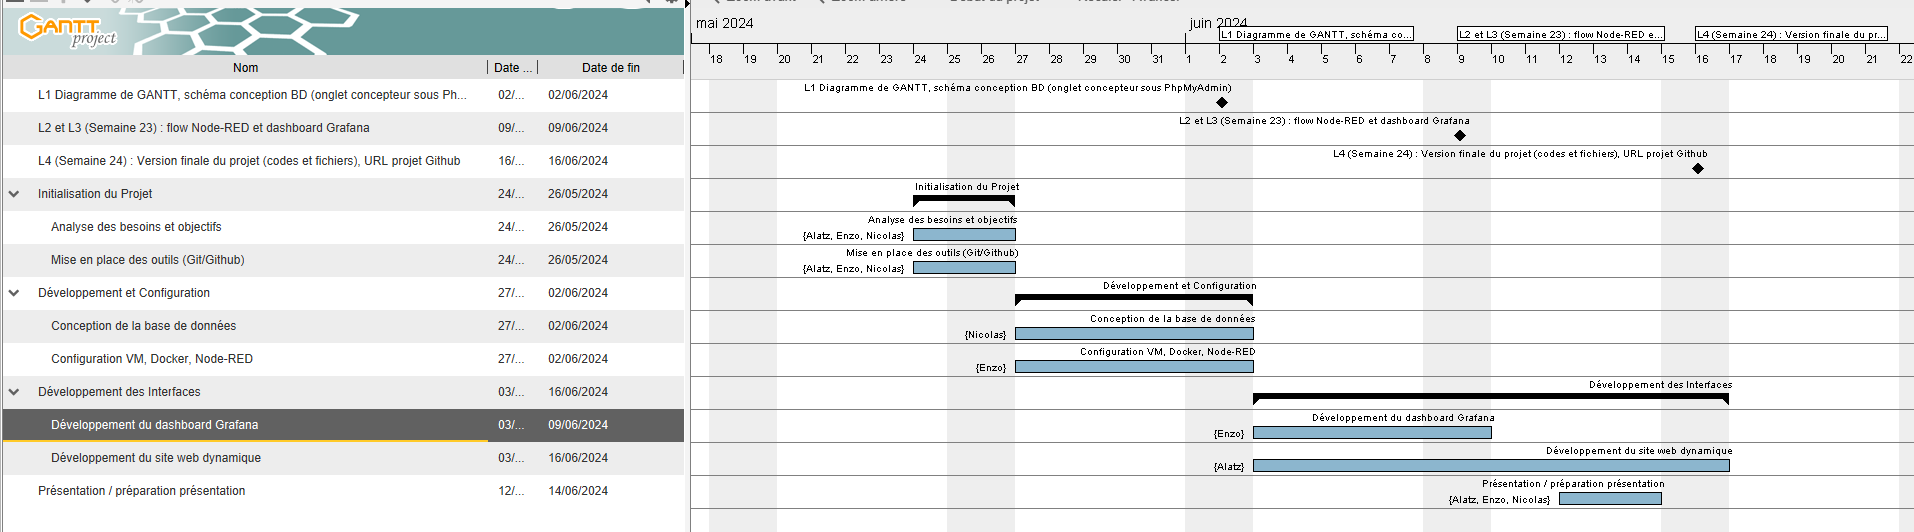 mai 2024
juin 2024
GANTT
project
L1 Diagramme de GANTT, schéma co...
L2 et L3 (Semaine 23) : flow Node-RED e...
L4 (Semaine 24) : Version finale du pr...
Nom Date ... Date de fin
18 19 20 21 22 23 24 25 26 27 28 29 30 31 1 2 3 4 5 6 7 8 9 10 11 12 13 14 15 16 17 18 19 20 21 22
L1 Diagramme de GANTT, schéma conception BD (onglet concepteur sous Ph... 02/... 02/06/2024
L1 Diagramme de GANTT, schéma conception BD (onglet concepteur sous PhpMyAdmin)
L2 et L3 (Semaine 23) : flow Node-RED et dashboard Grafana 09/... 09/06/2024
L2 et L3 (Semaine 23) : flow Node-RED et dashboard Grafana
L4 (Semaine 24) : Version finale du projet (codes et fichiers), URL projet Github 16/... 16/06/2024
L4 (Semaine 24) : Version finale du projet (codes et fichiers), URL projet Github
Initialisation du Projet 24/... 26/05/2024
Initialisation du Projet
Analyse des besoins et objectifs 24/... 26/05/2024
Analyse des besoins et objectifs
{Alatz, Enzo, Nicolas}
Mise en place des outils (Git/Github) 24/... 26/05/2024
Mise en place des outils (Git/Github)
{Alatz, Enzo, Nicolas}
Développement et Configuration 27/... 02/06/2024
Développement et Configuration
Conception de la base de données 27/... 02/06/2024
Conception de la base de données
{Nicolas}
Configuration VM, Docker, Node-RED 27/... 02/06/2024
Configuration VM, Docker, Node-RED
{Enzo}
Développement des Interfaces 03/... 16/06/2024
Développement des Interfaces
Développement du dashboard Grafana 03/... 09/06/2024
Développement du dashboard Grafana
{Enzo}
Développement du site web dynamique 03/... 16/06/2024
Développement du site web dynamique
{Alatz}
Présentation / préparation présentation 12/... 14/06/2024
Présentation / préparation présentation
{Alatz, Enzo, Nicolas}